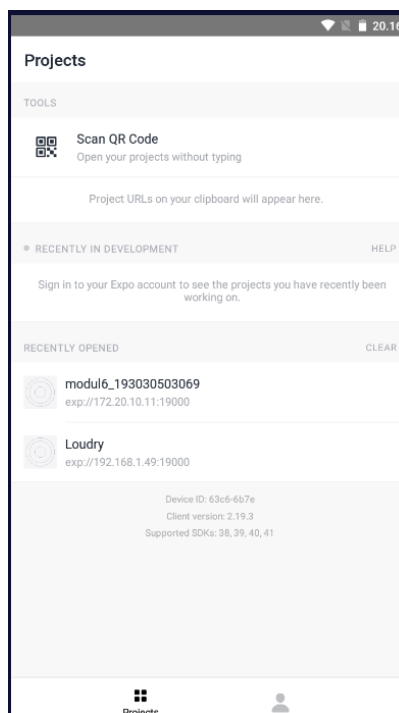 20.16
Projects
TOOLS
Scan QR Code
Open your projects without typing
Project URLs on your clipboard will appear here.
RECENTLY IN DEVELOPMENT HELP
Sign in to your Expo account to see the projects you have recently been
working on.
RECENTLY OPENED CLEAR
modul6_193030503069
exp://172.20.10.11:19000
Loudry
exp://192.168.1.49:19000
Device ID: 63c6-6b7e
Client version: 2.19.3
Supported SDKs: 38, 39, 40, 41
Projects